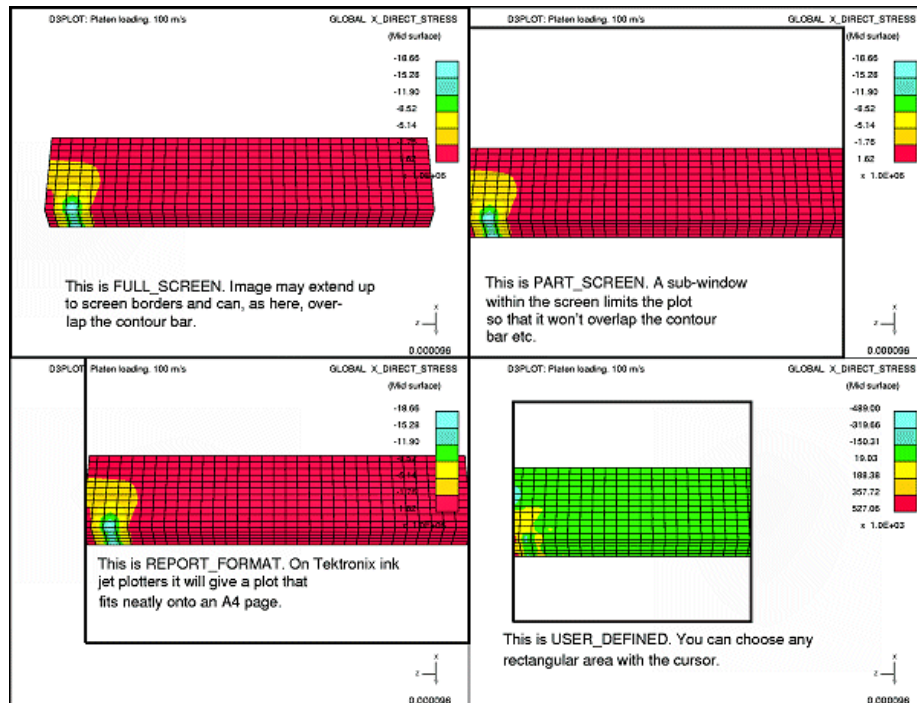 D3PLOT: Platen loading. 100 m/s
GLOBAL X_DIRECT_STRESS
(Mid surface)
-18.66
-15.28
-11.90
-8.52
-5.14
-1.76
1.62
x 1.0E+05
This is FULL_SCREEN. Image may extend up
to screen borders and can, as here, over-
lap the contour bar.
X
Z
0.000096
D3PLOT: Platen loading. 100 m/s
GLOBAL X_DIRECT_STRESS
(Mid surface)
-18.66
-15.28
-11.90
-8.52
-5.14
-1.76
1.62
x 1.0E+05
This is PART_SCREEN. A sub-window
within the screen limits the plot
so that it won't overlap the contour
bar etc.
X
Z
0.000096
D3PLOT: Platen loading. 100 m/s
GLOBAL X_DIRECT_STRESS
(Mid surface)
-18.66
-15.28
-11.90
This is REPORT_FORMAT. On Tektronix ink
jet plotters it will give a plot that
fits neatly onto an A4 page.
X
Z
0.000096
D3PLOT: Platen loading. 100 m/s
GLOBAL X_DIRECT_STRESS
(Mid surface)
-489.00
-319.66
-150.31
19.03
188.38
357.72
527.06
x 1.0E+03
This is USER_DEFINED. You can choose any
rectangular area with the cursor.
X
Z
0.000096